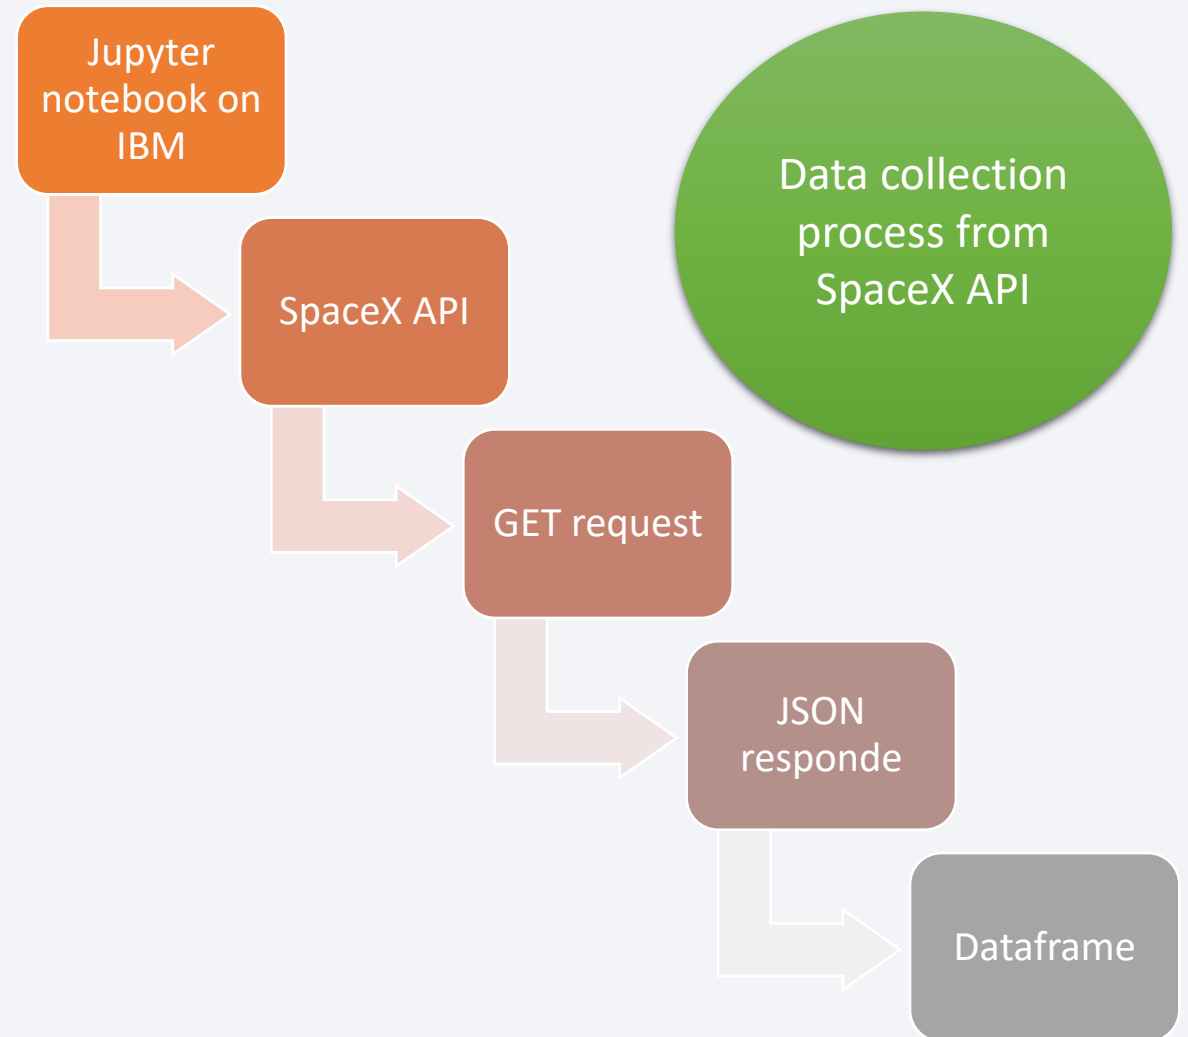 Jupyter
notebook on
IBM
Data collection
process from
SpaceX API
SpaceX API
GET request
JSON
responde
Dataframe